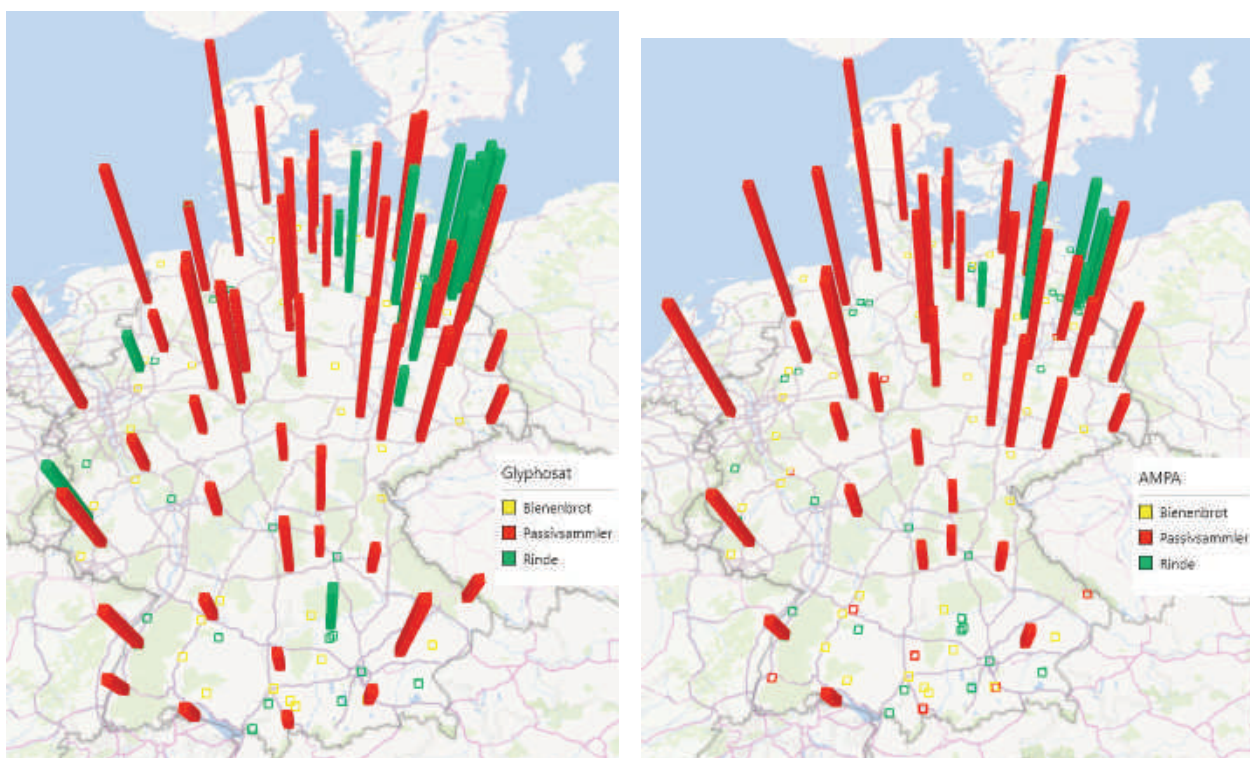 Glyphosat
Bienenbrot
Passivsammler
Rinde
AMPA
Bienenbrot
Passivsammler
Rinde